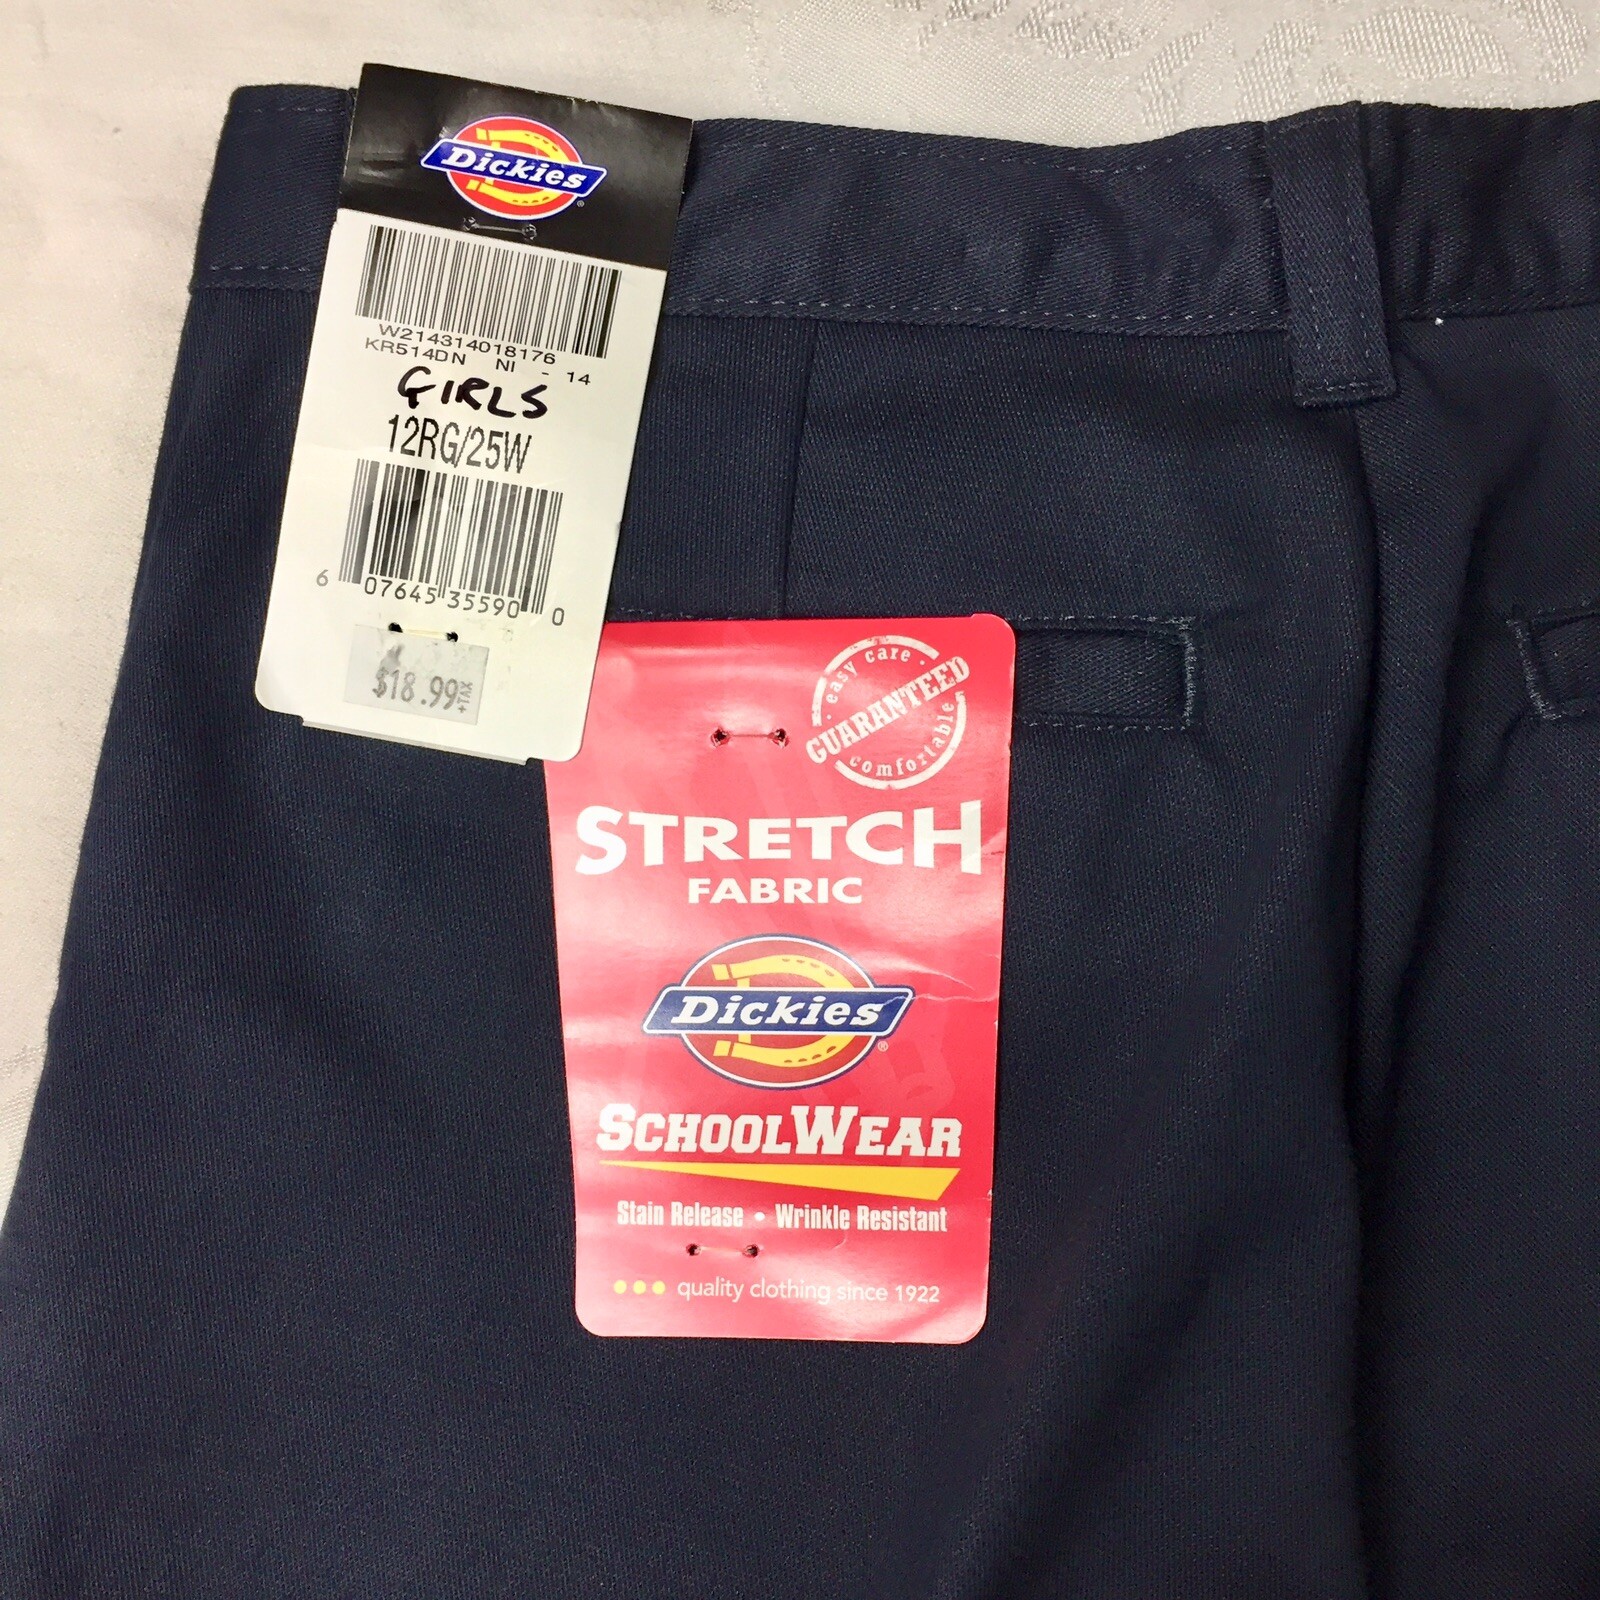 Dickies
W214314018176
KR514DN NI - 14
GIRLS
12RG/25W
6 07645 35590 0
$18.99 +TAX
easy care
GUARANTEED
comfortable
STRETCH
FABRIC
Dickies®
SCHOOLWEAR
Stain Release • Wrinkle Resistant
quality clothing since 1922